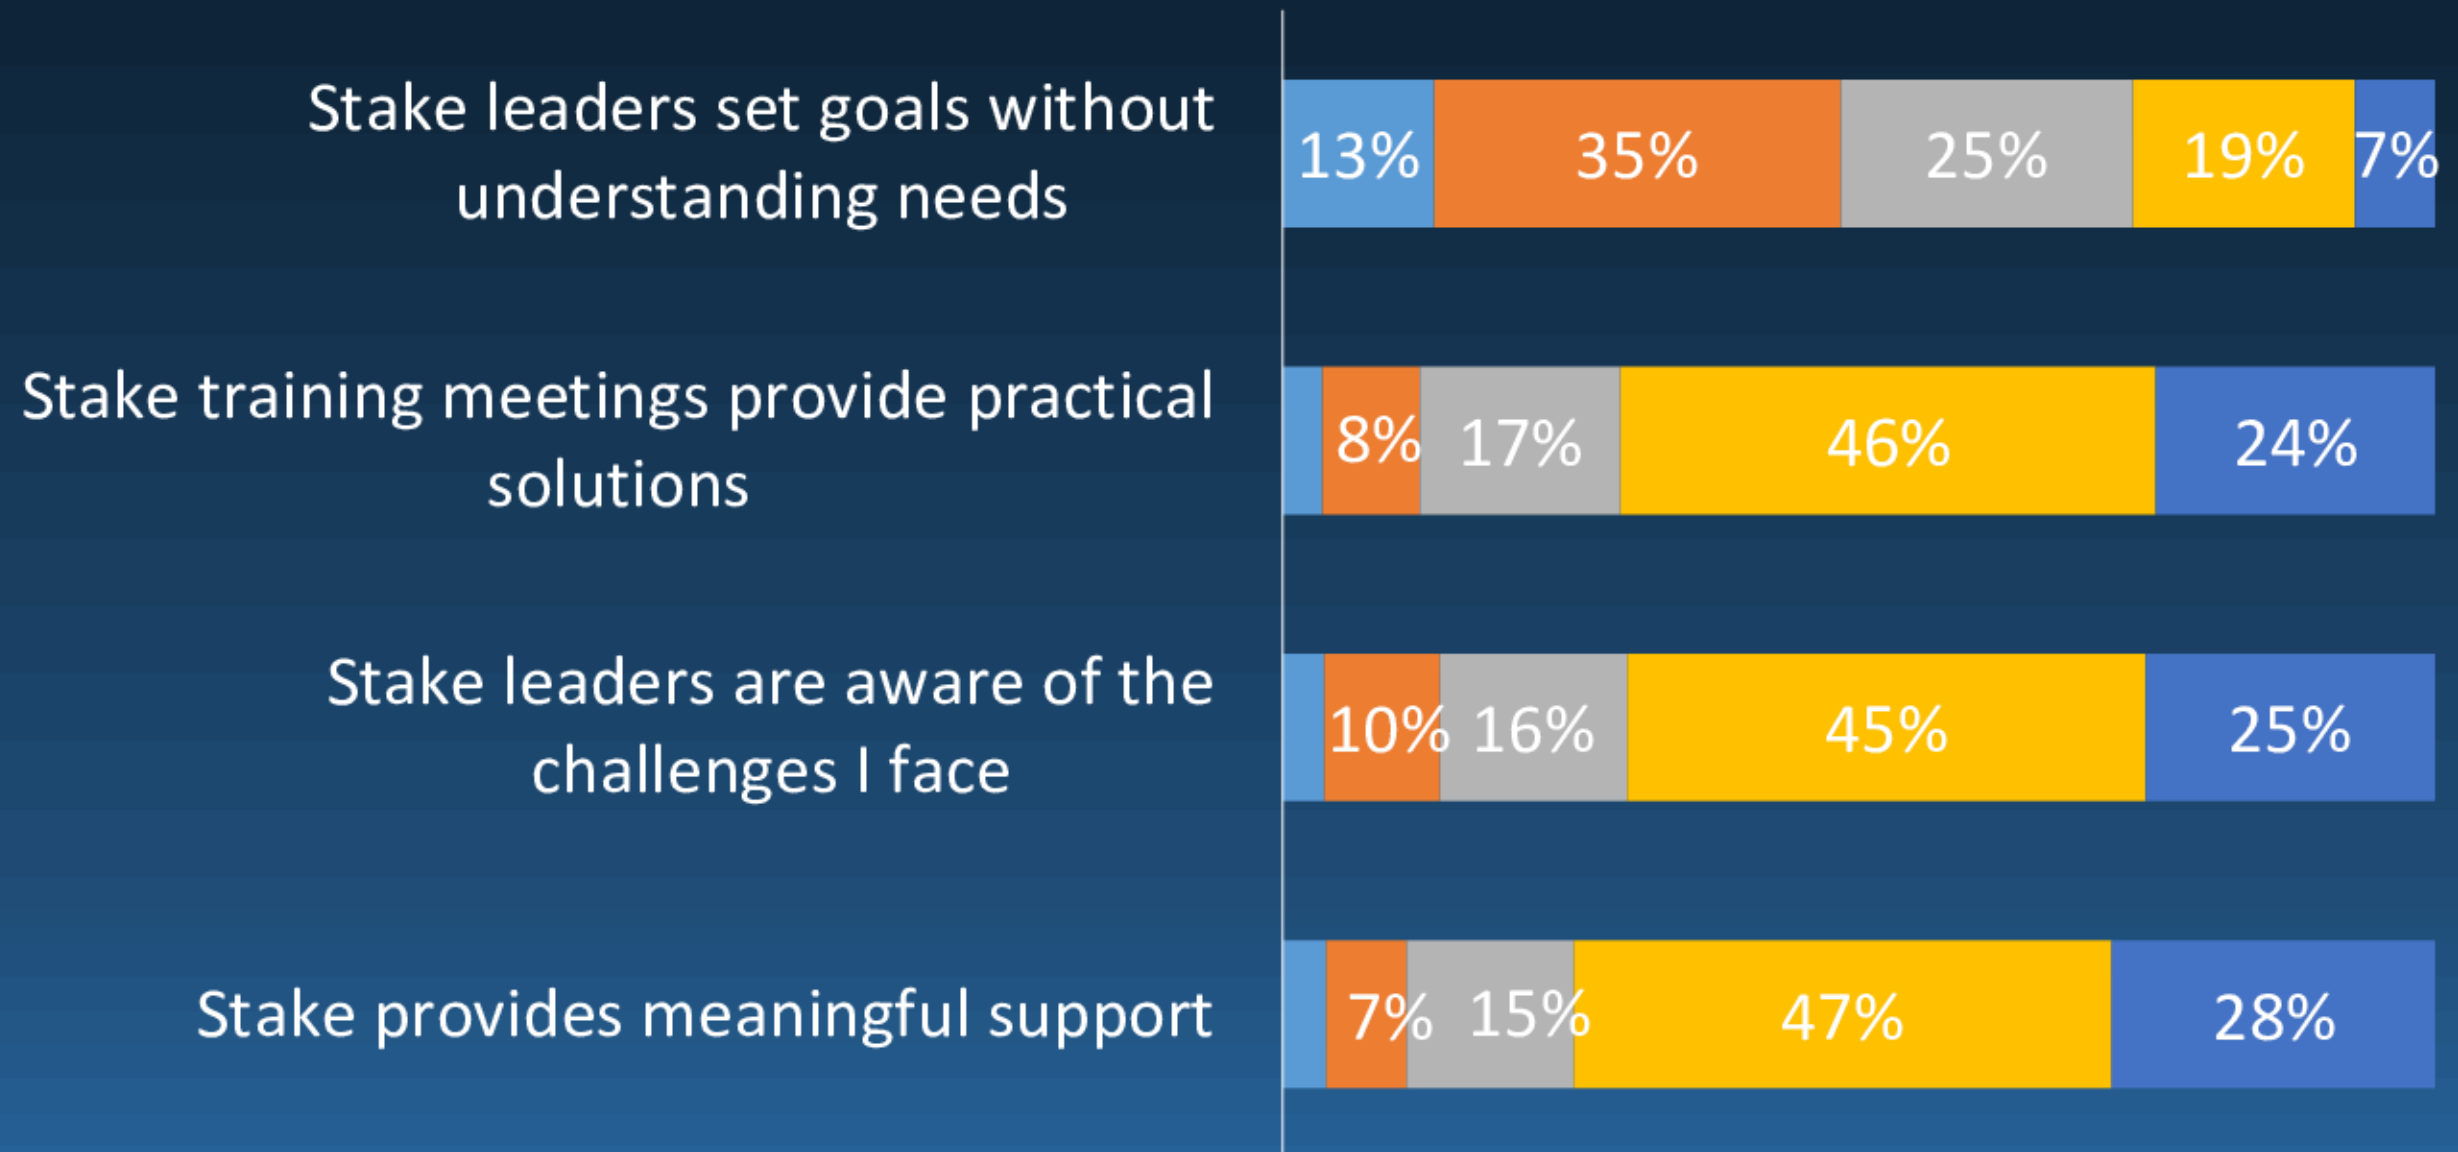 Stake leaders set goals without
understanding needs
13% 35% 25% 19% 7%
Stake training meetings provide practical
solutions
8% 17% 46% 24%
Stake leaders are aware of the
challenges I face
10% 16% 45% 25%
Stake provides meaningful support
7% 15% 47% 28%